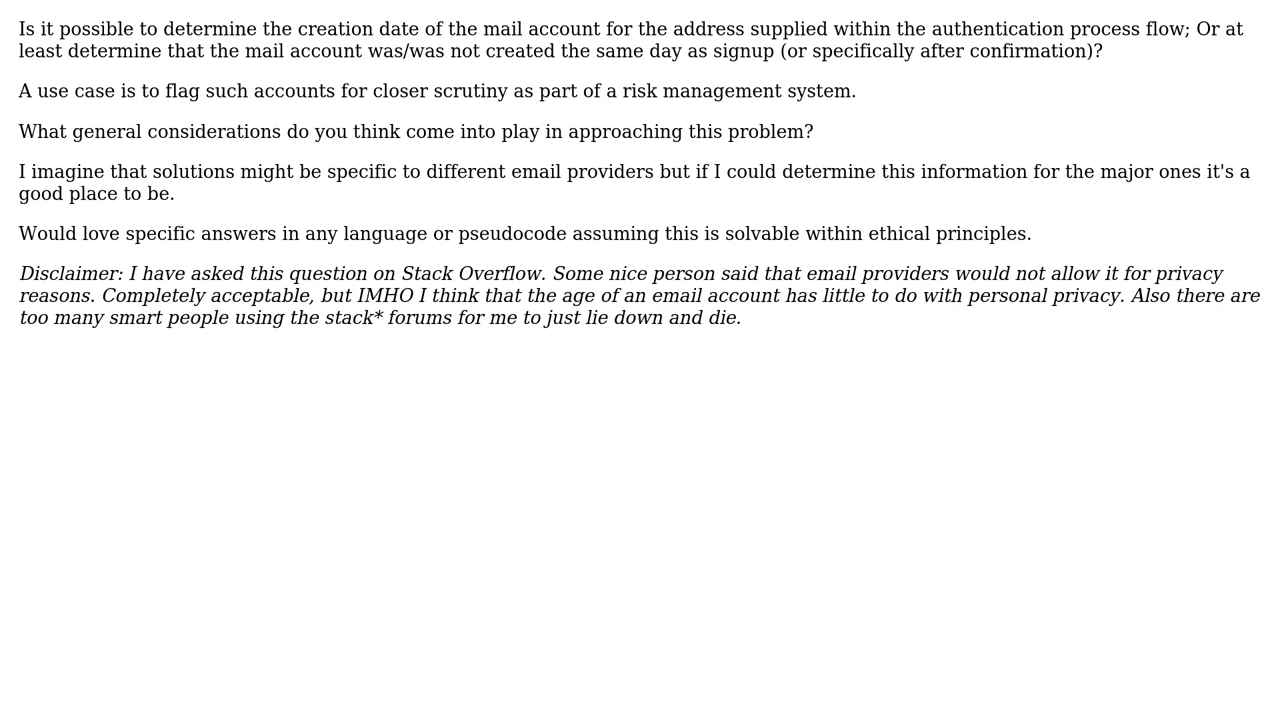 Is it possible to determine the creation date of the mail account for the address supplied within the authentication process flow; Or at
least determine that the mail account was/was not created the same day as signup (or specifically after confirmation)?
A use case is to flag such accounts for closer scrutiny as part of a risk management system.
What general considerations do you think come into play in approaching this problem?
I imagine that solutions might be specific to different email providers but if I could determine this information for the major ones it's a
good place to be.
Would love specific answers in any language or pseudocode assuming this is solvable within ethical principles.
Disclaimer: I have asked this question on Stack Overflow. Some nice person said that email providers would not allow it for privacy
reasons. Completely acceptable, but IMHO I think that the age of an email account has little to do with personal privacy. Also there are
too many smart people using the stack* forums for me to just lie down and die.